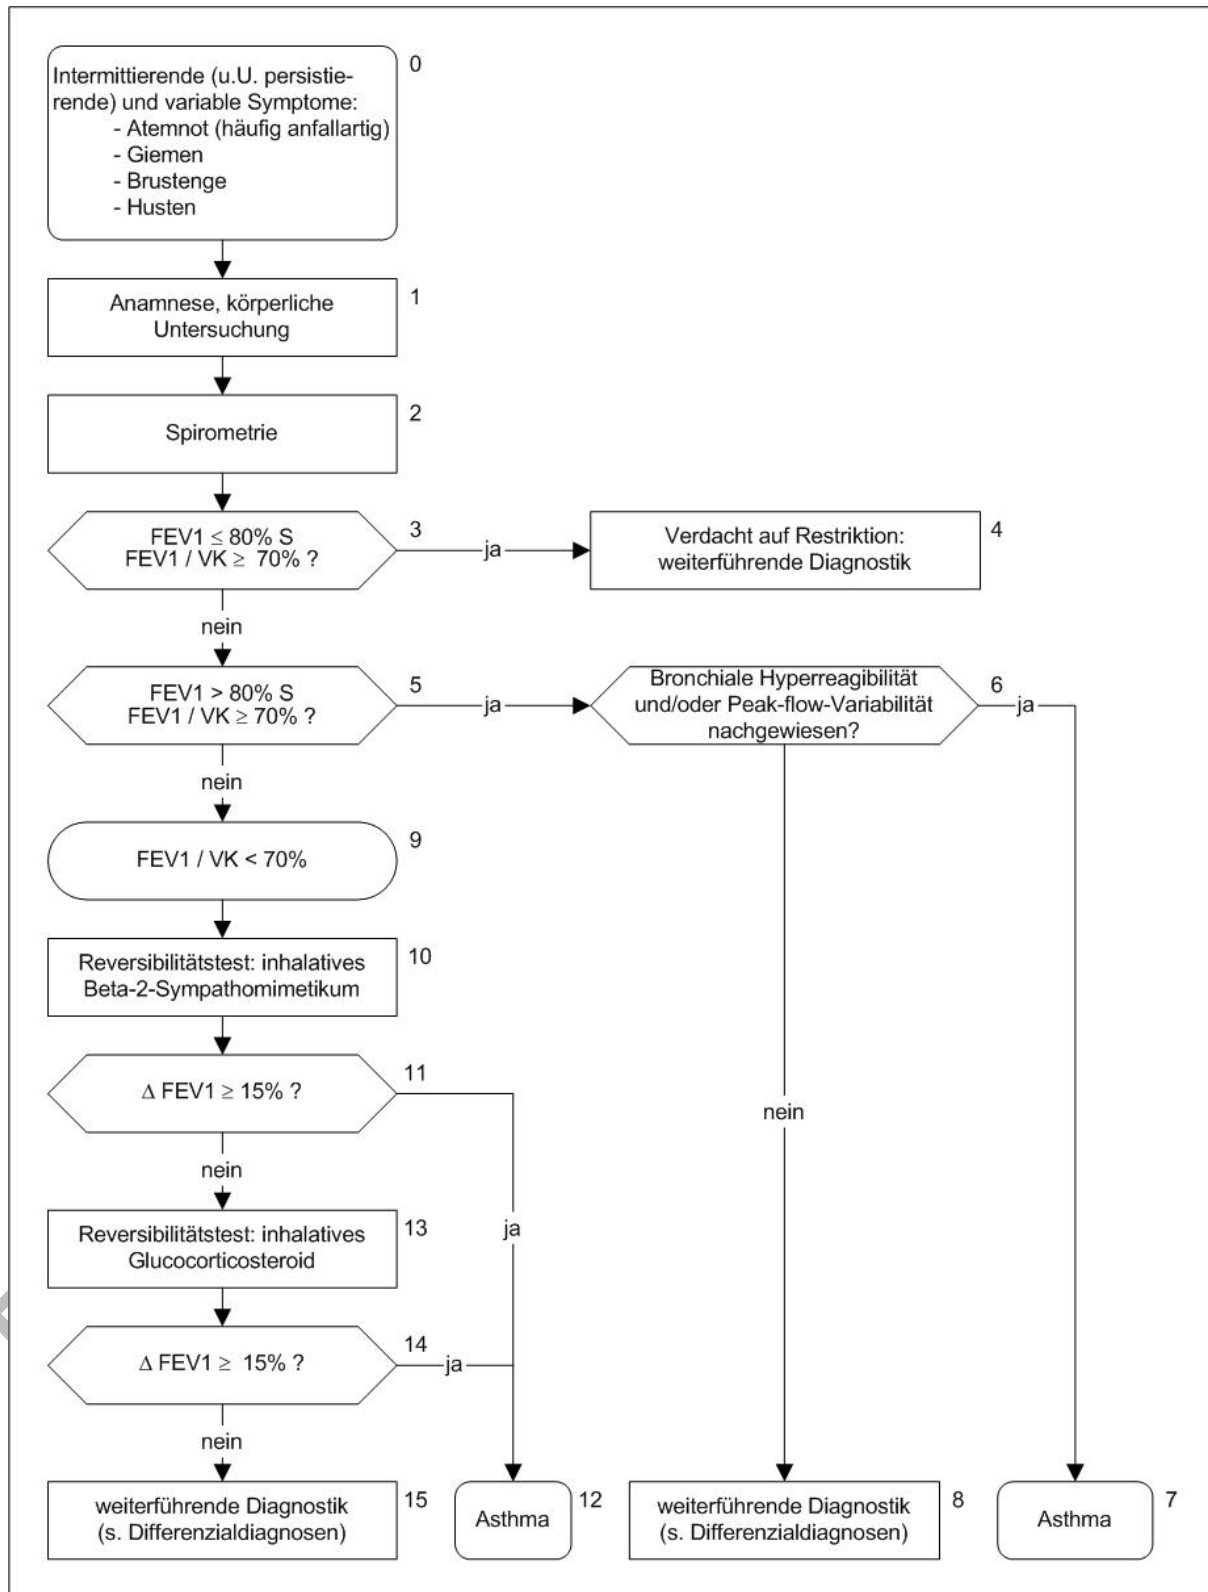 0
Intermittierende (u.U. persistie-
rende) und variable Symptome:
- Atemnot (häufig anfallartig)
- Giemen
- Brustenge
- Husten
1
Anamnese, körperliche
Untersuchung
2
Spirometrie
3
FEV1 ≤ 80% S
FEV1 / VK ≥ 70% ?
ja
4
Verdacht auf Restriktion:
weiterführende Diagnostik
nein
5
FEV1 > 80% S
FEV1 / VK ≥ 70% ?
ja
6
Bronchiale Hyperreagibilität
und/oder Peak-flow-Variabilität
nachgewiesen?
ja
nein
9
FEV1 / VK < 70%
10
Reversibilitätstest: inhalatives
Beta-2-Sympathomimetikum
11
Δ FEV1 ≥ 15% ?
nein
nein
13
Reversibilitätstest: inhalatives
Glucocorticosteroid
ja
14
Δ FEV1 ≥ 15% ?
ja
nein
15
weiterführende Diagnostik
(s. Differenzialdiagnosen)
12
Asthma
8
weiterführende Diagnostik
(s. Differenzialdiagnosen)
7
Asthma